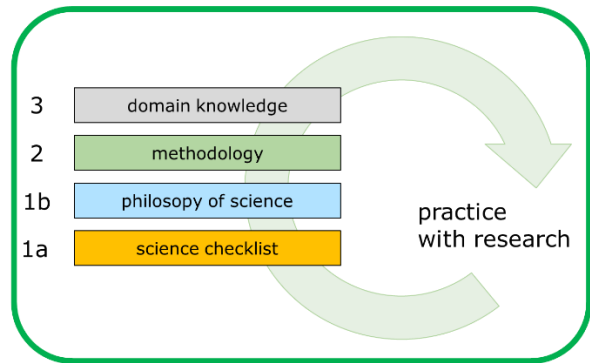 3 domain knowledge
2 methodology
1b philosopy of science
1a science checklist
practice
with research